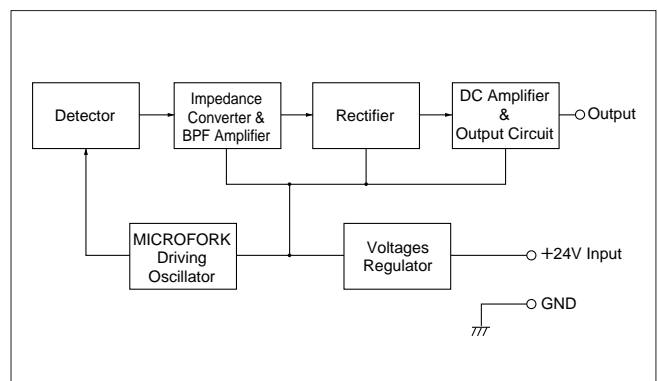 Detector
Impedance
Converter &
BPF Amplifier
Rectifier
DC Amplifier
&
Output Circuit
Output
MICROFORK
Driving
Oscillator
Voltages
Regulator
+24V Input
GND